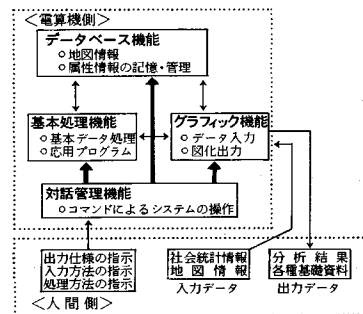 ＜電算機側＞
データベース機能
○地図情報
○属性情報の記憶・管理
基本処理機能
○基本データ処理
○応用プログラム
グラフィック機能
○データ入力
○図化出力
対話管理機能
○コマンドによるシステムの操作
出力仕様の指示
入力方法の指示
処理方法の指示
＜人間側＞
社会統計情報
地図情報
入力データ
分析結果
各種基礎資料
出力データ